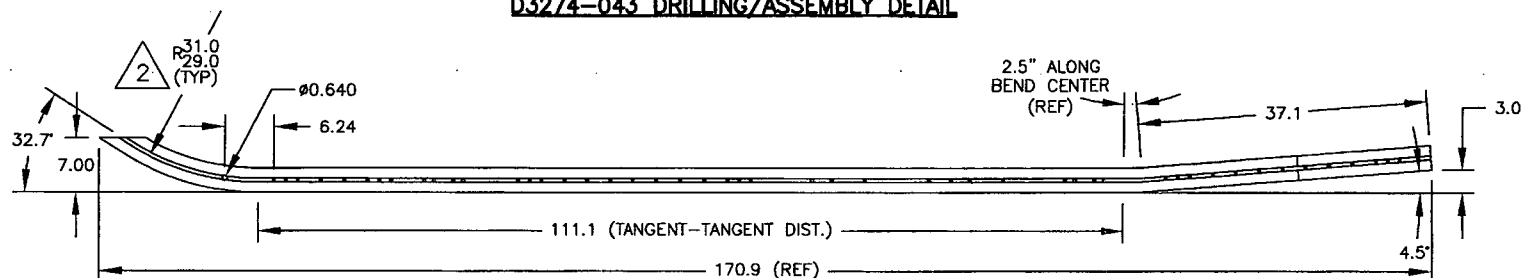 D3274-043 DRILLING/ASSEMBLY DETAIL
R31.0
29.0
(TYP)
2
Ø0.640
6.24
32.7°
7.00
2.5" ALONG
BEND CENTER
(REF)
37.1
3.0
111.1 (TANGENT-TANGENT DIST.)
4.5°
170.9 (REF)